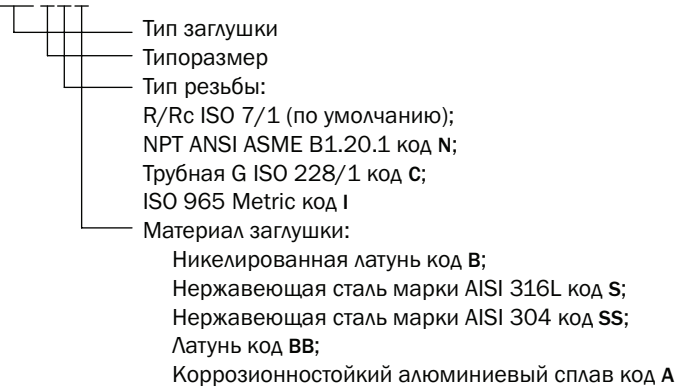 Тип заглушки
Типоразмер
Тип резьбы:
R/Rc ISO 7/1 (по умолчанию);
NPT ANSI ASME B1.20.1 код N;
Трубная G ISO 228/1 код C;
ISO 965 Metric код I
Материал заглушки:
Никелированная латунь код B;
Нержавеющая сталь марки AISI 316L код S;
Нержавеющая сталь марки AISI 304 код SS;
Латунь код BB;
Коррозионностойкий алюминиевый сплав код A